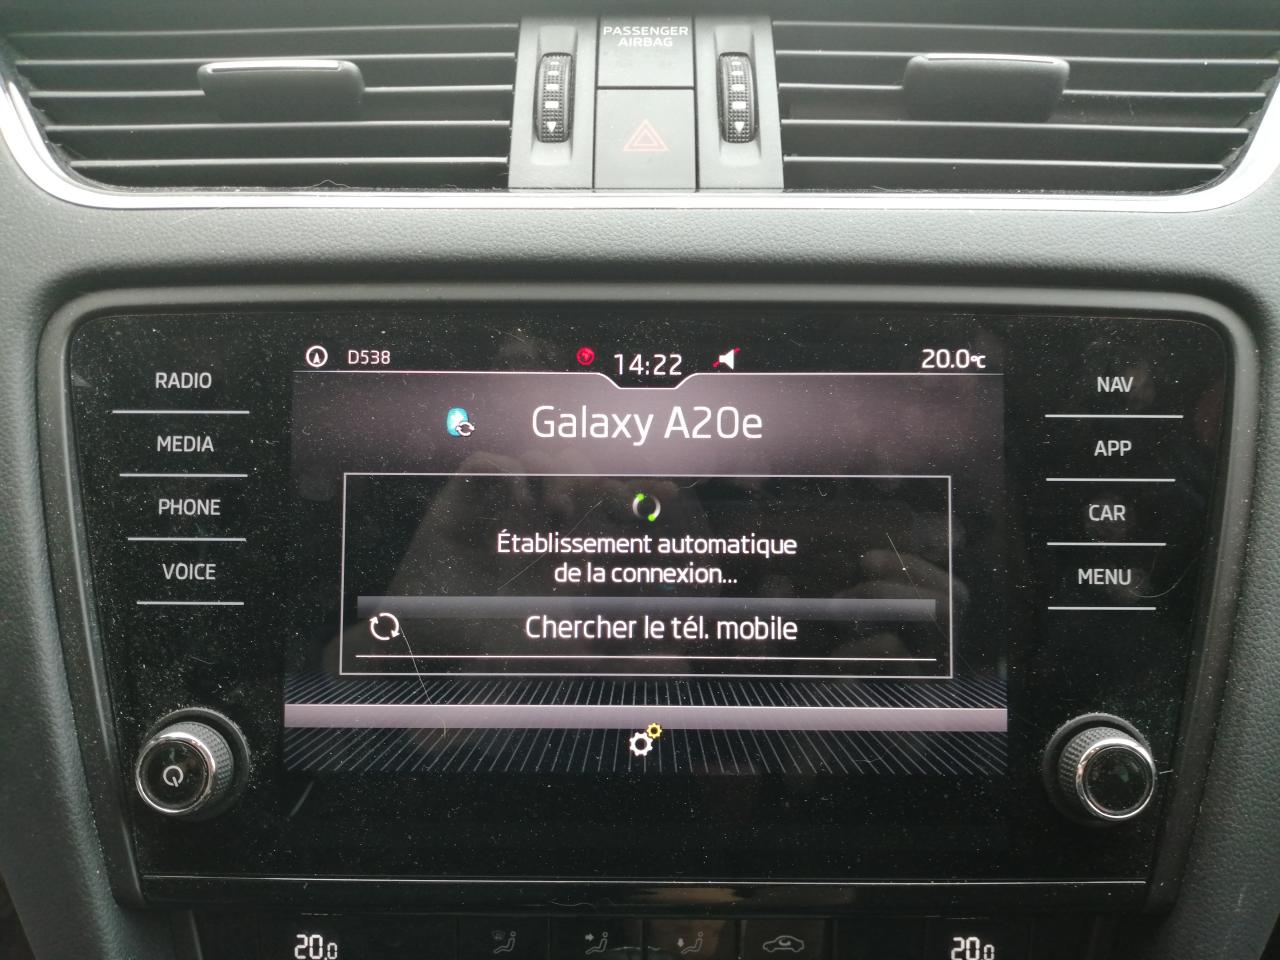 PASSENGER
AIRBAG
D538
14:22
20.0°C
RADIO
MEDIA
PHONE
VOICE
Galaxy A20e
Établissement automatique
de la connexion...
Chercher le tél. mobile
NAV
APP
CAR
MENU
20.0
20.0